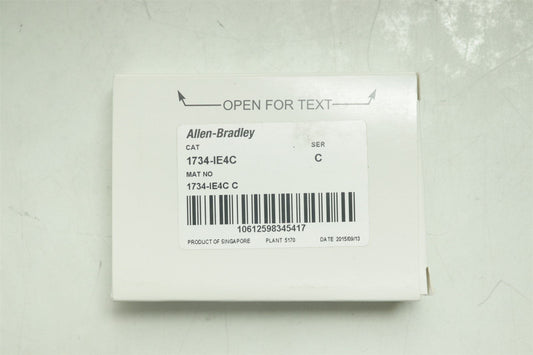 OPEN FOR TEXT
Allen-Bradley
CAT SER
1734-IE4C C
MAT NO
1734-IE4C C
10612598345417
PRODUCT OF SINGAPORE PLANT 5170 DATE 2015/09/13